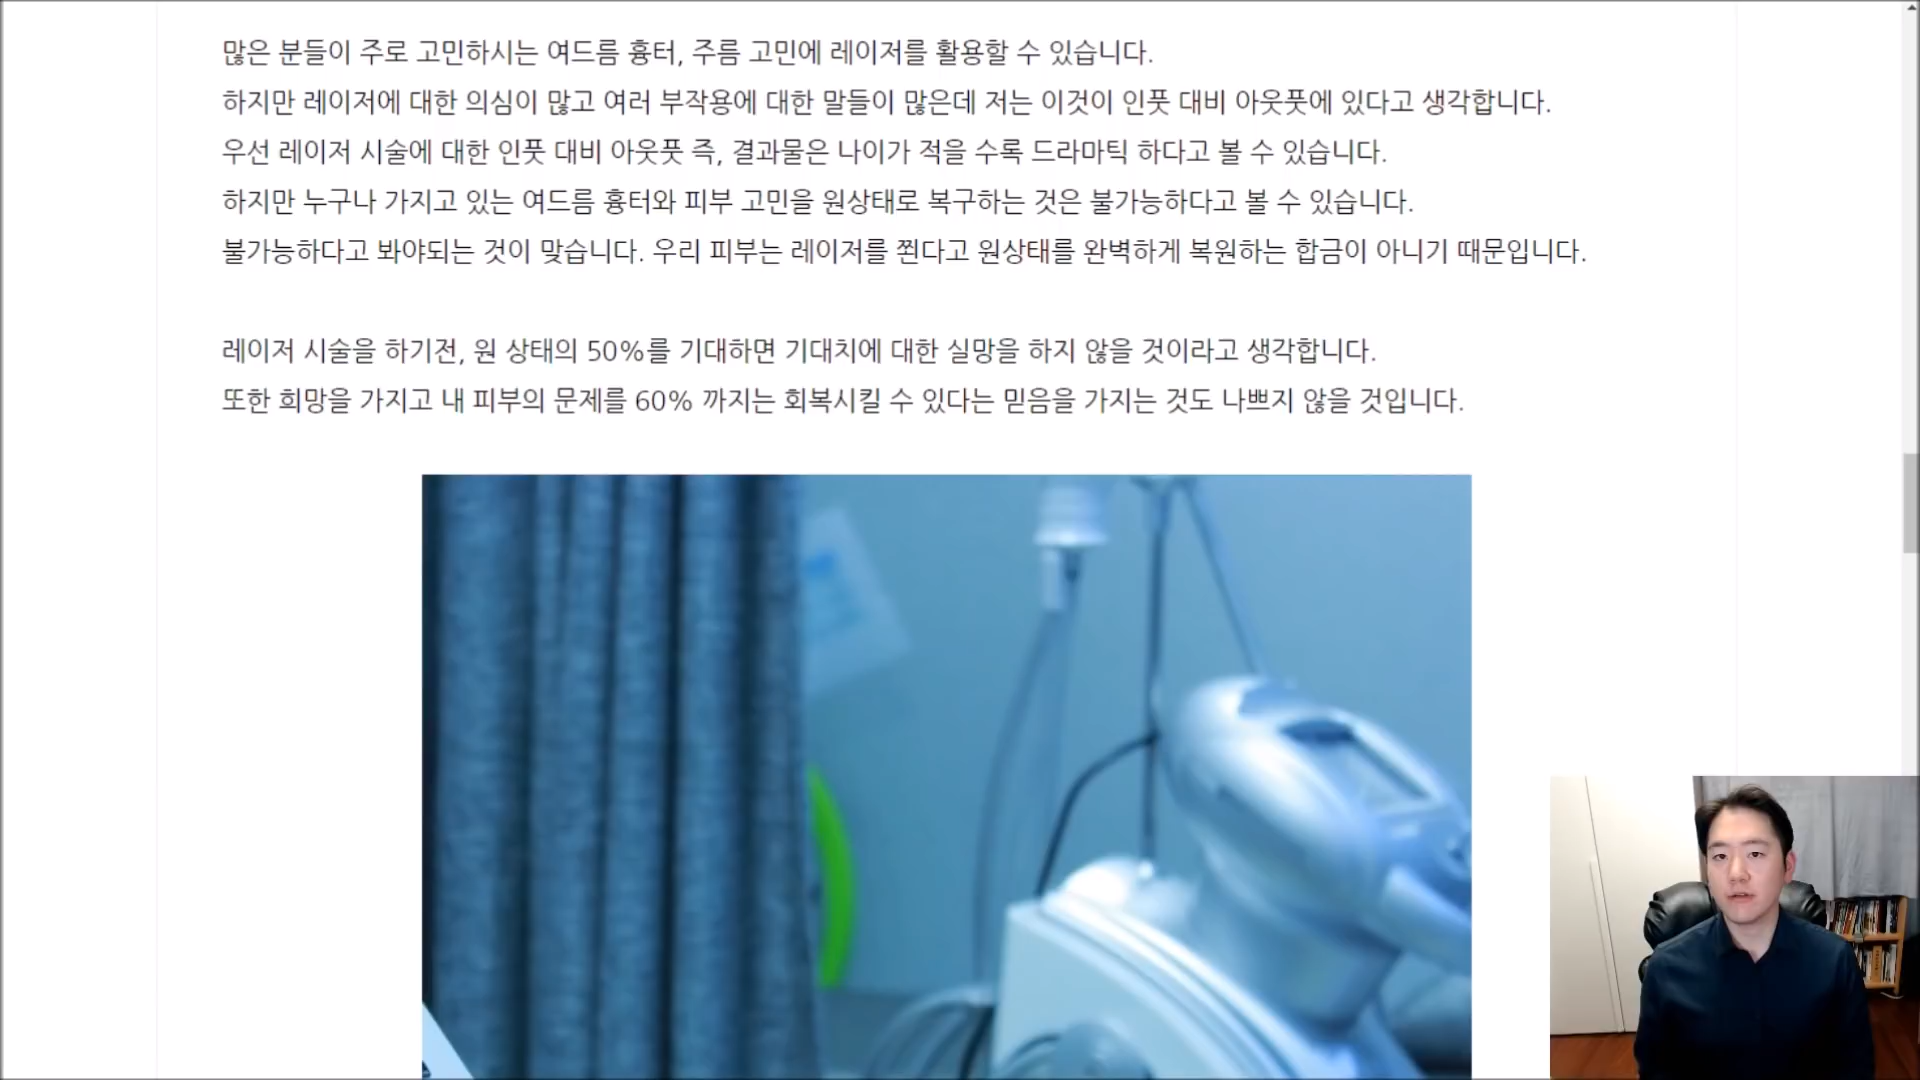 많은 분들이 주로 고민하시는 여드름 흉터, 주름 고민에 레이저를 활용할 수 있습니다.
하지만 레이저에 대한 의심이 많고 여러 부작용에 대한 말들이 많은데 저는 이것이 인풋 대비 아웃풋에 있다고 생각합니다.
우선 레이저 시술에 대한 인풋 대비 아웃풋 즉, 결과물은 나이가 적을 수록 드라마틱 하다고 볼 수 있습니다.
하지만 누구나 가지고 있는 여드름 흉터와 피부 고민을 원상태로 복구하는 것은 불가능하다고 볼 수 있습니다.
불가능하다고 봐야되는 것이 맞습니다. 우리 피부는 레이저를 쬔다고 원상태를 완벽하게 복원하는 합금이 아니기 때문입니다.
레이저 시술을 하기전, 원 상태의 50%를 기대하면 기대치에 대한 실망을 하지 않을 것이라고 생각합니다.
또한 희망을 가지고 내 피부의 문제를 60% 까지는 회복시킬 수 있다는 믿음을 가지는 것도 나쁘지 않을 것입니다.